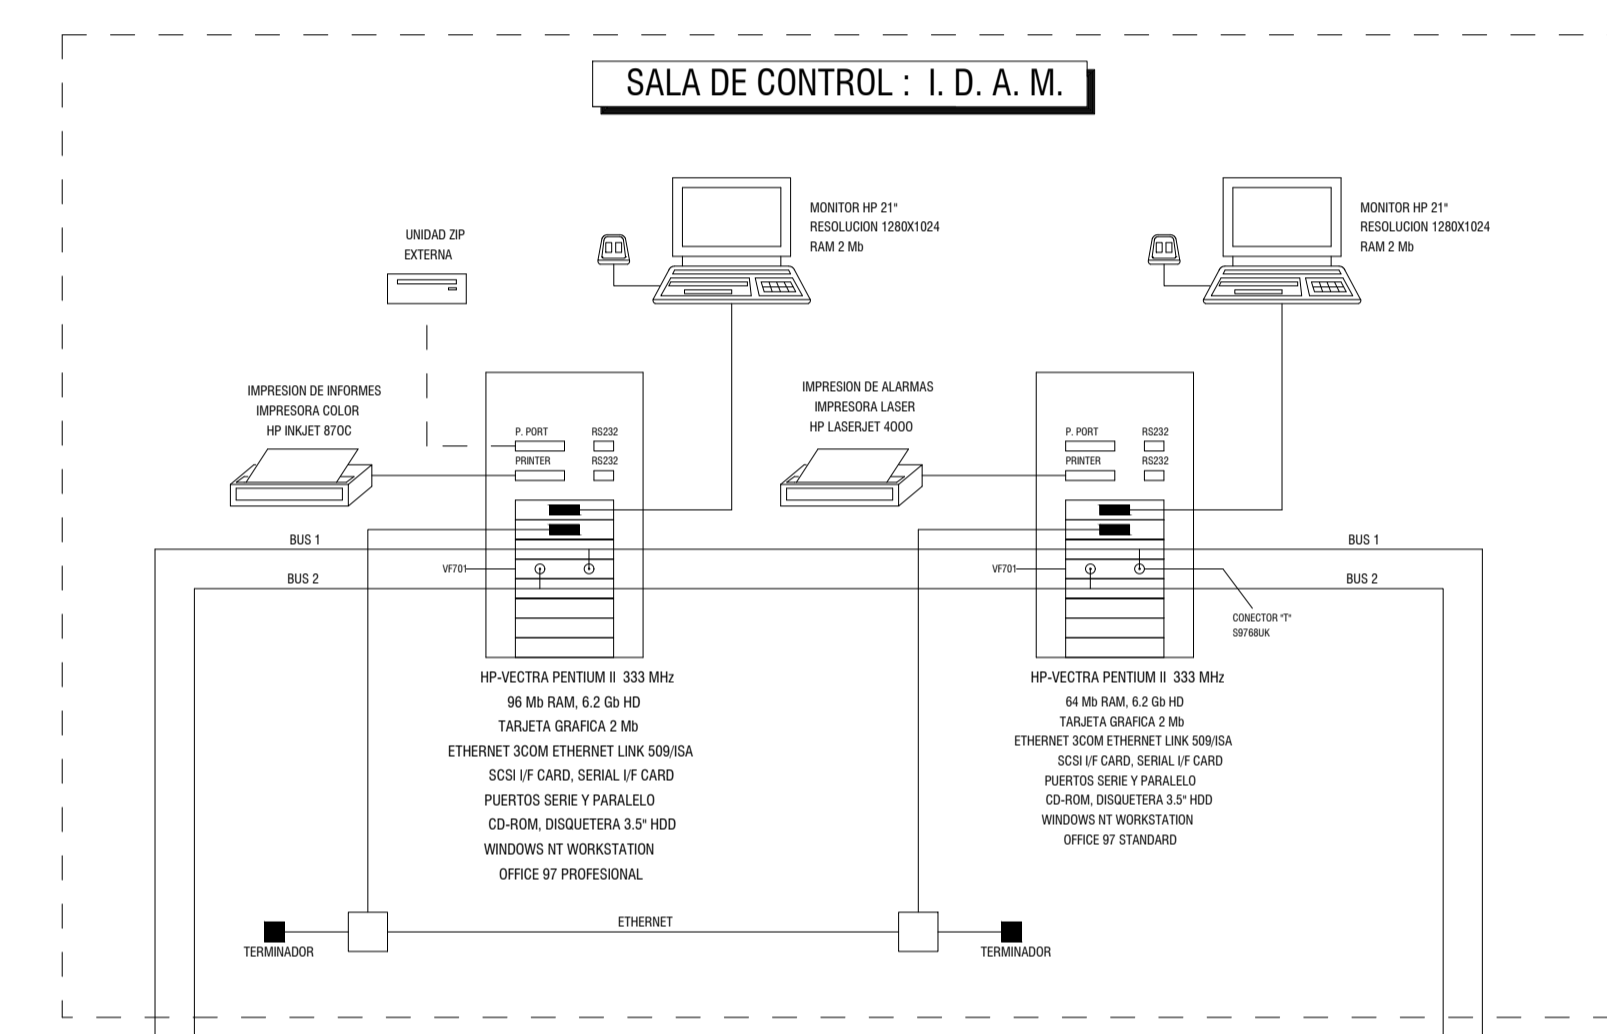 SALA DE CONTROL : I. D. A. M.
UNIDAD ZIP
EXTERNA
MONITOR HP 21"
RESOLUCION 1280X1024
RAM 2 Mb
MONITOR HP 21"
RESOLUCION 1280X1024
RAM 2 Mb
IMPRESION DE INFORMES
IMPRESORA COLOR
HP INKJET 870C
P. PORT
RS232
PRINTER
RS232
IMPRESION DE ALARMAS
IMPRESORA LASER
HP LASERJET 4000
P. PORT
RS232
PRINTER
RS232
BUS 1
BUS 1
VF701
VF701
BUS 2
BUS 2
CONECTOR "T"
S9768UK
HP-VECTRA PENTIUM II 333 MHz
96 Mb RAM, 6.2 Gb HD
TARJETA GRAFICA 2 Mb
ETHERNET 3COM ETHERNET LINK 509/ISA
SCSI I/F CARD, SERIAL I/F CARD
PUERTOS SERIE Y PARALELO
CD-ROM, DISQUETERA 3.5" HDD
WINDOWS NT WORKSTATION
OFFICE 97 PROFESIONAL
HP-VECTRA PENTIUM II 333 MHz
64 Mb RAM, 6.2 Gb HD
TARJETA GRAFICA 2 Mb
ETHERNET 3COM ETHERNET LINK 509/ISA
SCSI I/F CARD, SERIAL I/F CARD
PUERTOS SERIE Y PARALELO
CD-ROM, DISQUETERA 3.5" HDD
WINDOWS NT WORKSTATION
OFFICE 97 STANDARD
ETHERNET
TERMINADOR
TERMINADOR